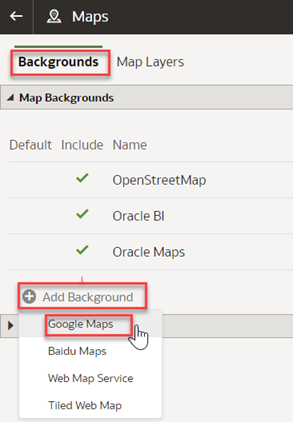 Maps
Backgrounds Map Layers
Map Backgrounds
Default Include Name
OpenStreetMap
Oracle BI
Oracle Maps
Add Background
Google Maps
Baidu Maps
Web Map Service
Tiled Web Map